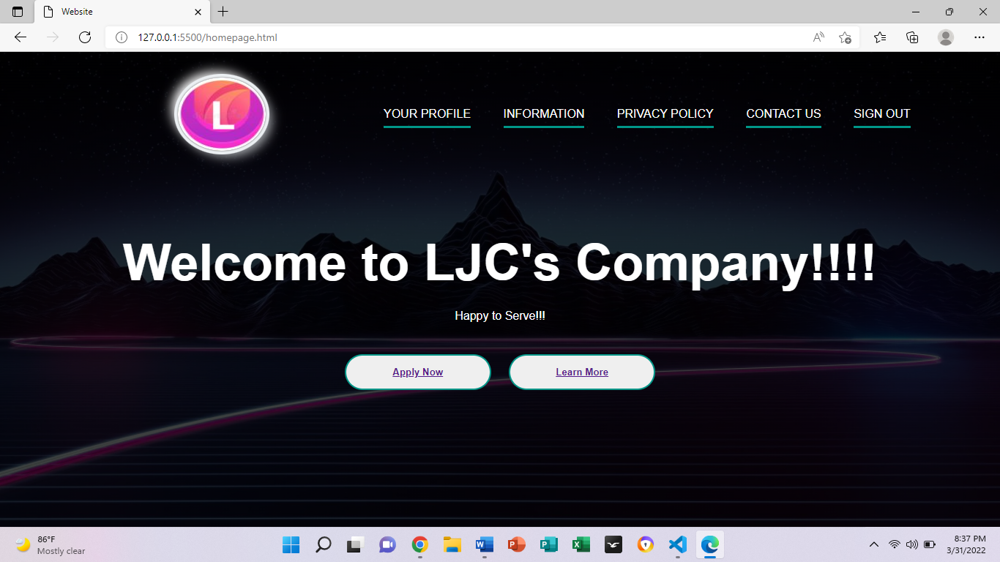 Website
127.0.0.1:5500/homepage.html
L
YOUR PROFILE INFORMATION PRIVACY POLICY CONTACT US SIGN OUT
Welcome to LJC's Company!!!!
Happy to Serve!!!
Apply Now Learn More
86°F
Mostly clear
8:37 PM
3/31/2022